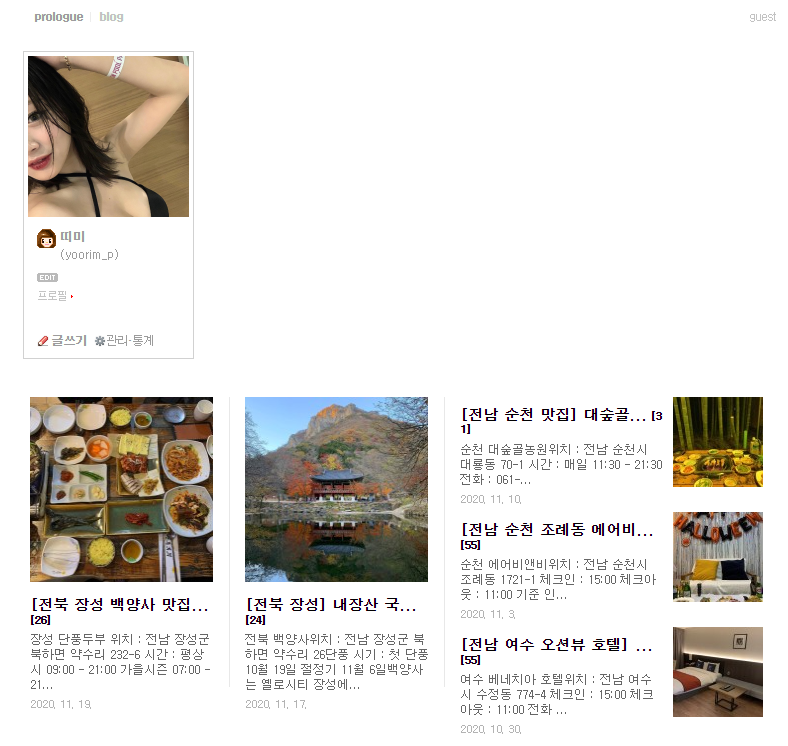 prologue | blog
guest
띠미
(yoorim_p)
EDIT
프로필
글쓰기 관리·통계
[전북 장성 백양사 맛집...
[26]
장성 단풍두부 위치 : 전남 장성군
북하면 약수리 232-6 시간 : 평상
시 09:00 - 21:00 가을시즌 07:00 -
21...
2020. 11. 19.
[전북 장성] 내장산 국...
[24]
전북 백양사위치 : 전남 장성군 북
하면 약수리 26단풍 시기 : 첫 단풍
10월 19일 절정기 11월 6일백양사
는 옐로시티 장성에...
2020. 11. 17.
[전남 순천 맛집] 대숲골... [3
1]
순천 대숲골농원위치 : 전남 순천시
대룡동 70-1 시간 : 매일 11:30 - 21:30
전화 : 061-...
2020. 11. 10.
[전남 순천 조례동 에어비...
[55]
순천 에어비앤비위치 : 전남 순천시
조례동 1721-1 체크인 : 15:00 체크아
웃 : 11:00 기준 인...
2020. 11. 3.
HALLOWEEN
[전남 여수 오션뷰 호텔] ...
[55]
여수 베네치아 호텔위치 : 전남 여수
시 수정동 774-4 체크인 : 15:00 체크
아웃 : 11:00 전화 ...
2020. 10. 30.